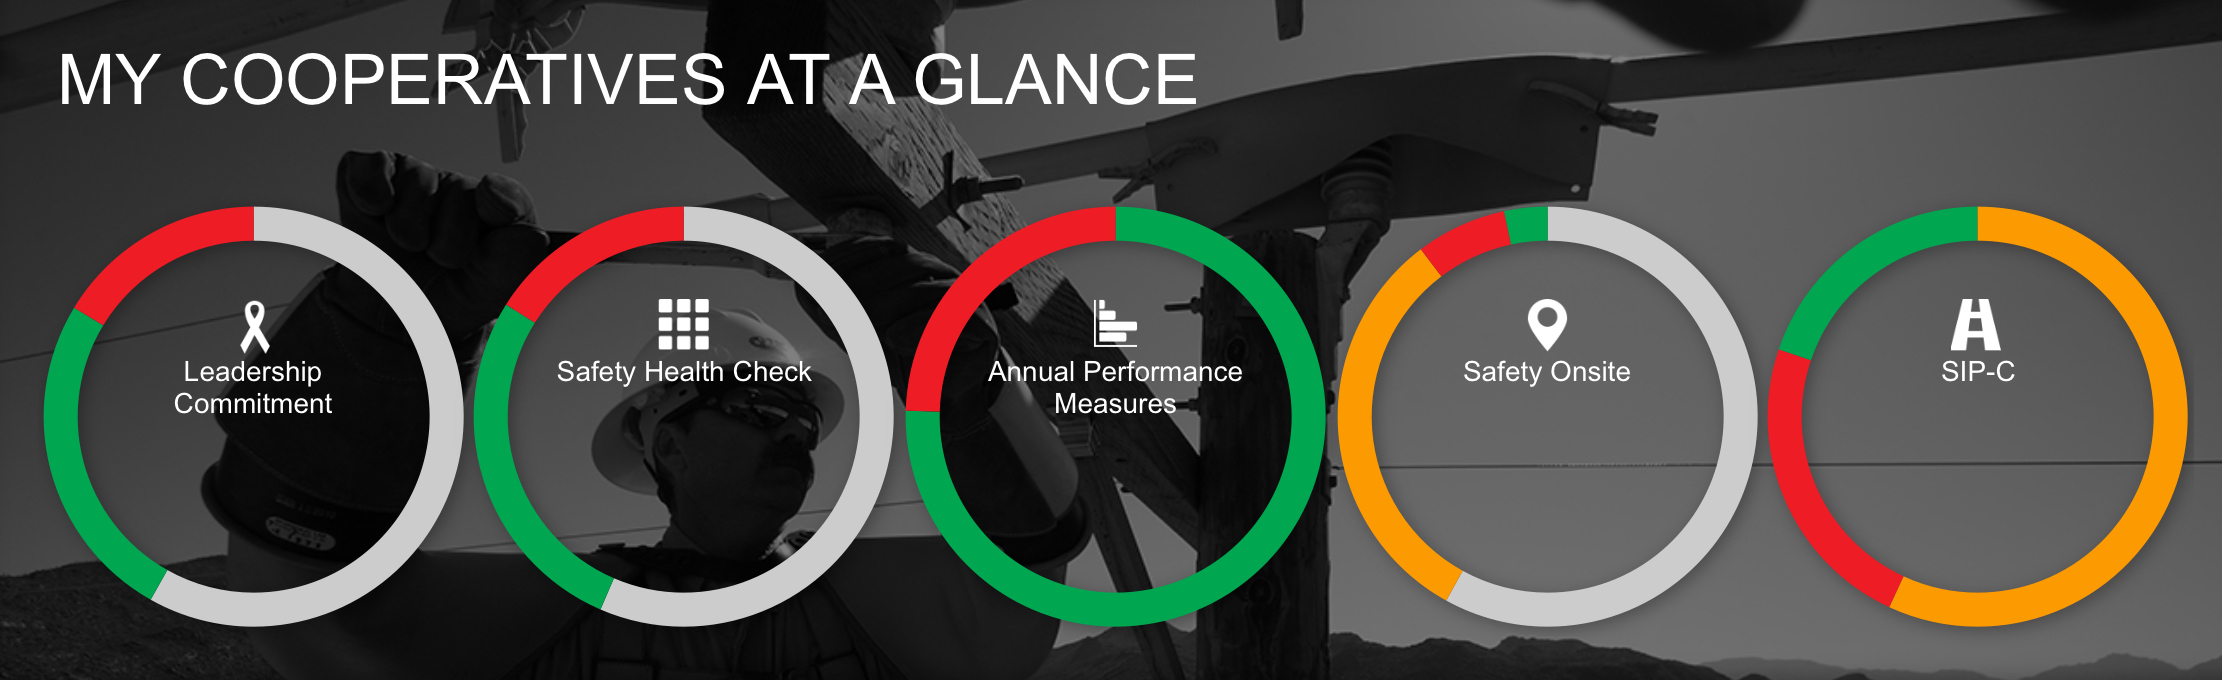 MY COOPERATIVES AT A GLANCE
Leadership
Commitment
Safety Health Check
Annual Performance
Measures
Safety Onsite
SIP-C